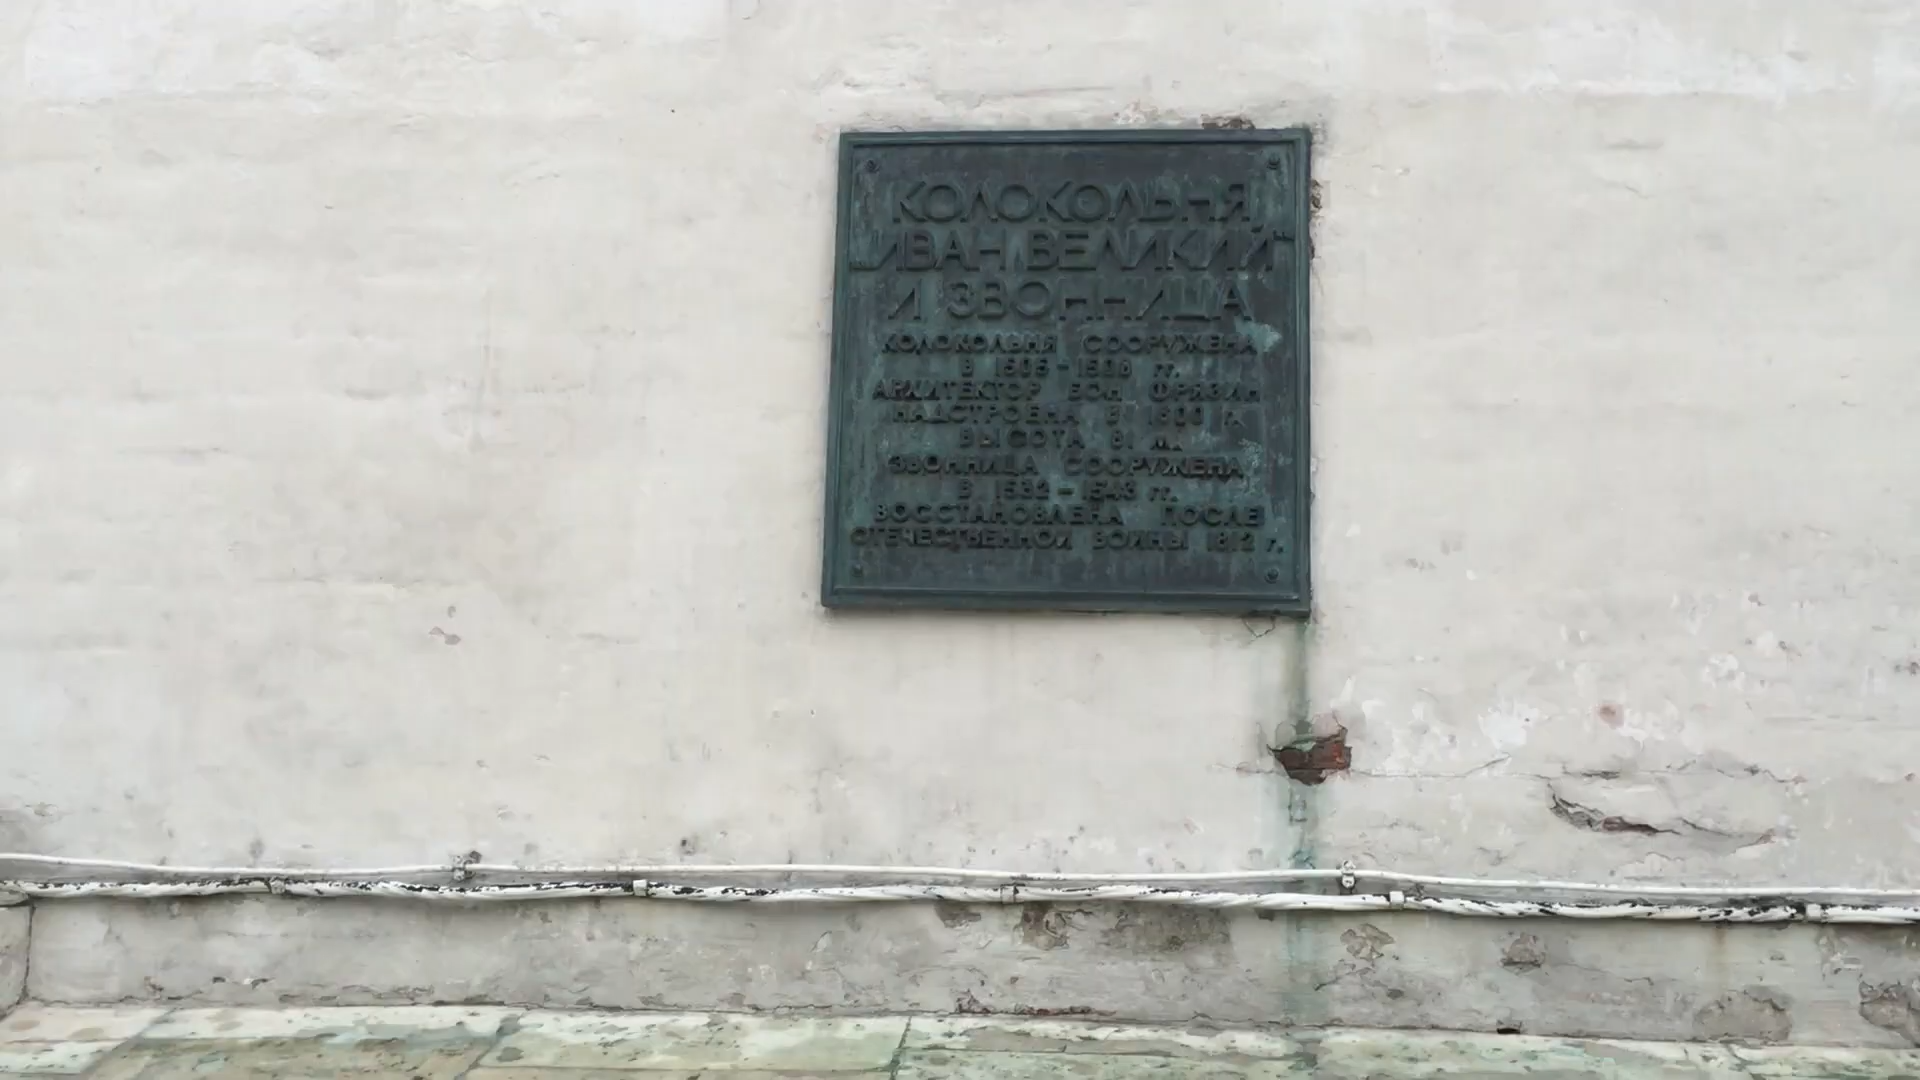 КОЛОКОЛЬНЯ
ИВАН ВЕЛИКИЙ
И ЗВОННИЦА
КОЛОКОЛЬНЯ СООРУЖЕНА
В 1505-1508 гг.
АРХИТЕКТОР БОН ФРЯЗИН
НАДСТРОЕНА В 1600 г.
ВЫСОТА 81 м.
ЗВОННИЦА СООРУЖЕНА
В 1532-1543 гг.
ВОССТАНОВЛЕНА ПОСЛЕ
ОТЕЧЕСТВЕННОЙ ВОЙНЫ 1812 г.